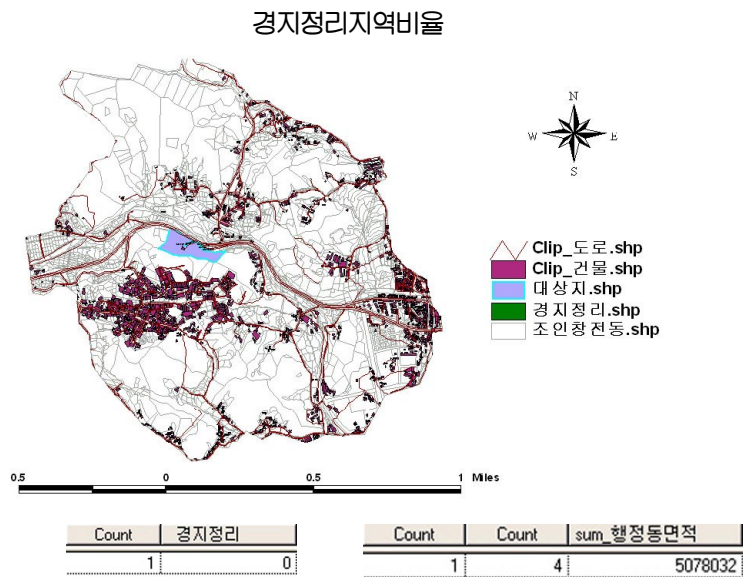 경지정리지역비율
N
W
E
S
Clip_도로.shp
Clip_건물.shp
대상지.shp
경지정리.shp
조인창전동.shp
0.5 0 0.5 1 Miles
Count 경지정리
1 0
Count Count sum_행정동면적
1 4 5078032